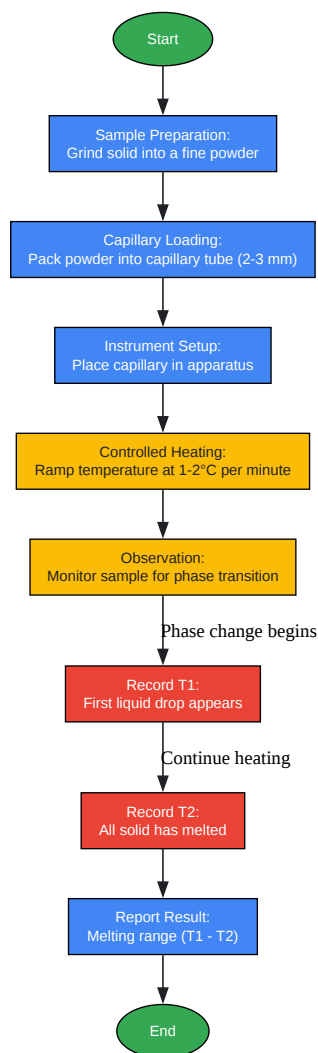 Start
Sample Preparation:
Grind solid into a fine powder
Capillary Loading:
Pack powder into capillary tube (2-3 mm)
Instrument Setup:
Place capillary in apparatus
Controlled Heating:
Ramp temperature at 1-2°C per minute
Observation:
Monitor sample for phase transition
Phase change begins
Record T1:
First liquid drop appears
Continue heating
Record T2:
All solid has melted
Report Result:
Melting range (T1 - T2)
End